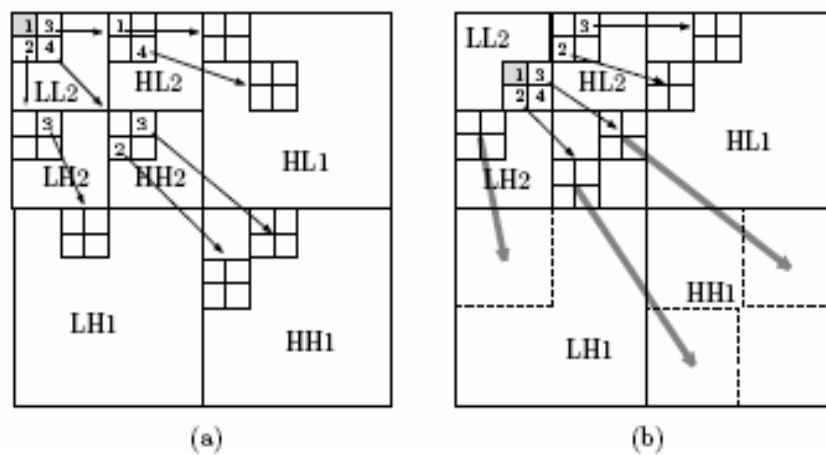 1 3 1 3
2 4 4 2
LL2 HL2 LL2 1 3 HL2
2 4
3 3
LH2 2 HH2 HL1 LH2 HL1
LH1 HH1 HH1
LH1
(a) (b)